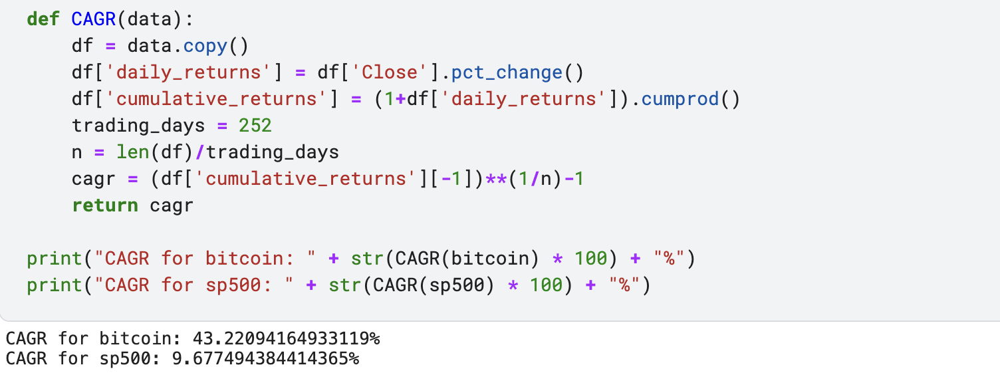 def CAGR(data):
    df = data.copy()
    df['daily_returns'] = df['Close'].pct_change()
    df['cumulative_returns'] = (1+df['daily_returns']).cumprod()
    trading_days = 252
    n = len(df)/trading_days
    cagr = (df['cumulative_returns'][-1])**(1/n)-1
    return cagr

print("CAGR for bitcoin: " + str(CAGR(bitcoin) * 100) + "%")
print("CAGR for sp500: " + str(CAGR(sp500) * 100) + "%")
CAGR for bitcoin: 43.22094164933119%
CAGR for sp500: 9.677494384414365%